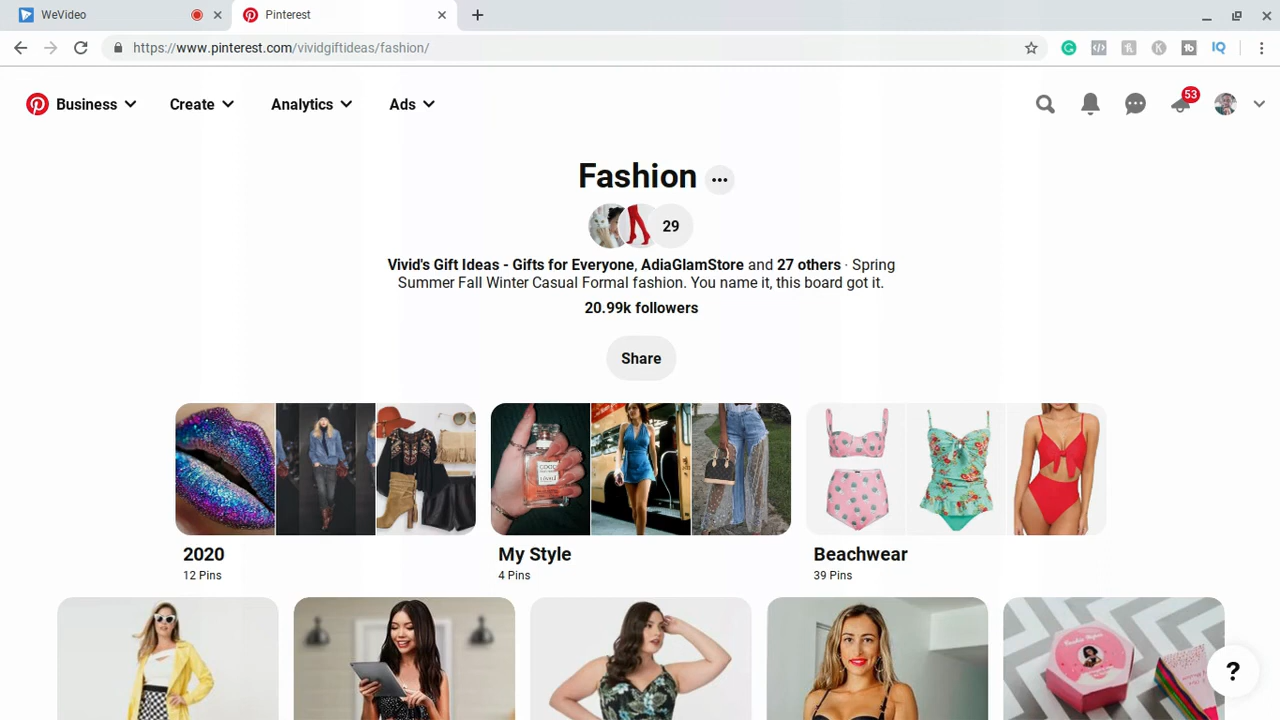 WeVideo
Pinterest
https://www.pinterest.com/vividgiftideas/fashion/
Business
Create
Analytics
Ads
53
Fashion
29
Vivid's Gift Ideas - Gifts for Everyone, AdiaGlamStore and 27 others · Spring
Summer Fall Winter Casual Formal fashion. You name it, this board got it.
20.99k followers
Share
2020
12 Pins
My Style
4 Pins
Beachwear
39 Pins
?